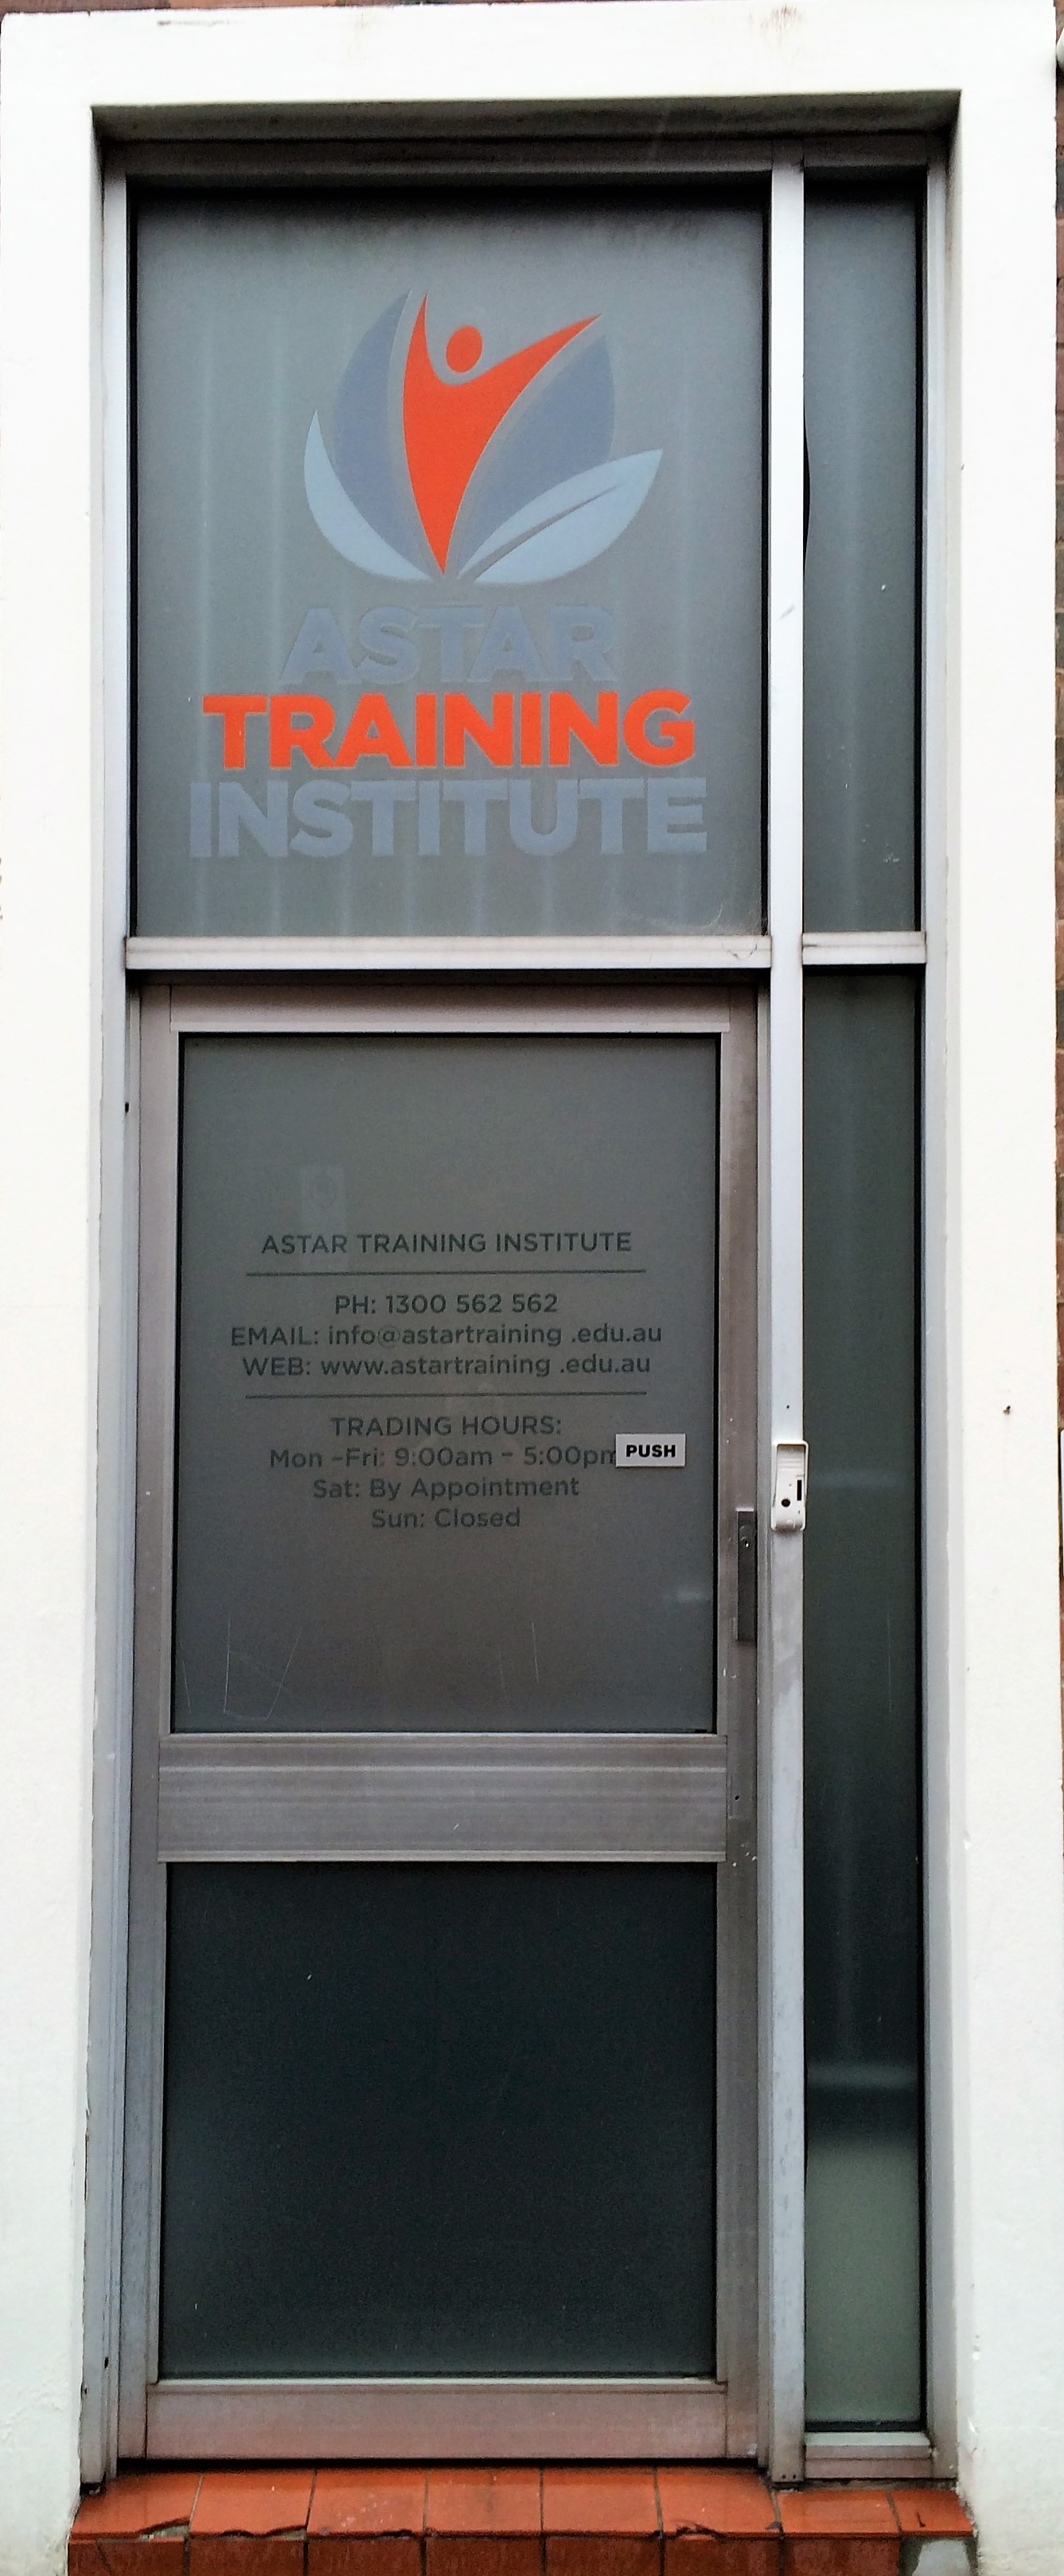 ASTAR
TRAINING
INSTITUTE
ASTAR TRAINING INSTITUTE
PH: 1300 562 562
EMAIL: info@astartraining .edu.au
WEB: www.astartraining .edu.au
TRADING HOURS:
Mon -Fri: 9:00am - 5:00pm
PUSH
Sat: By Appointment
Sun: Closed